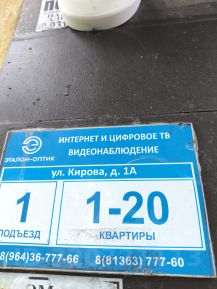 ИНТЕРНЕТ И ЦИФРОВОЕ ТВ
ВИДЕОНАБЛЮДЕНИЕ
ЭТАЛОН-ОПТИК
ул. Кирова, д. 1А
1
ПОДЪЕЗД
1-20
КВАРТИРЫ
8(964)36-777-66 8(81363) 777-60